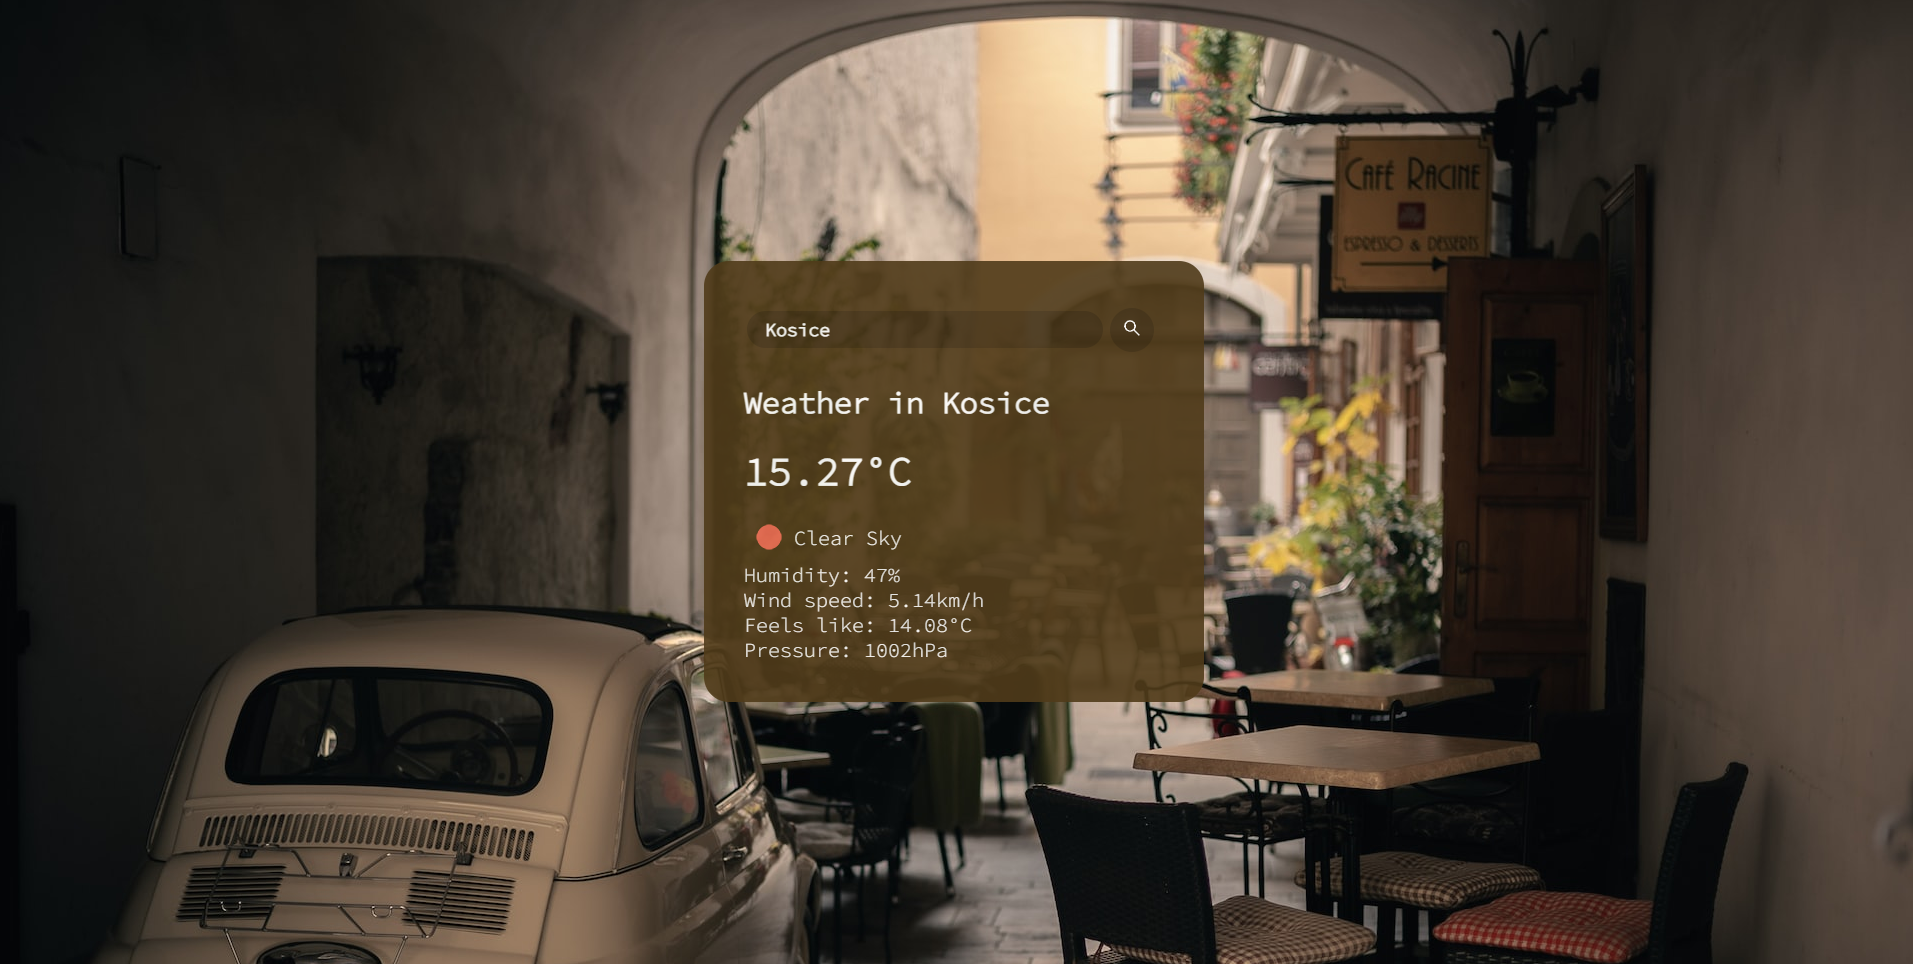 CAFÉ RACINE
ESPRESSO & DESSERTS
Kosice
Weather in Kosice
15.27°C
Clear Sky
Humidity: 47%
Wind speed: 5.14km/h
Feels like: 14.08°C
Pressure: 1002hPa